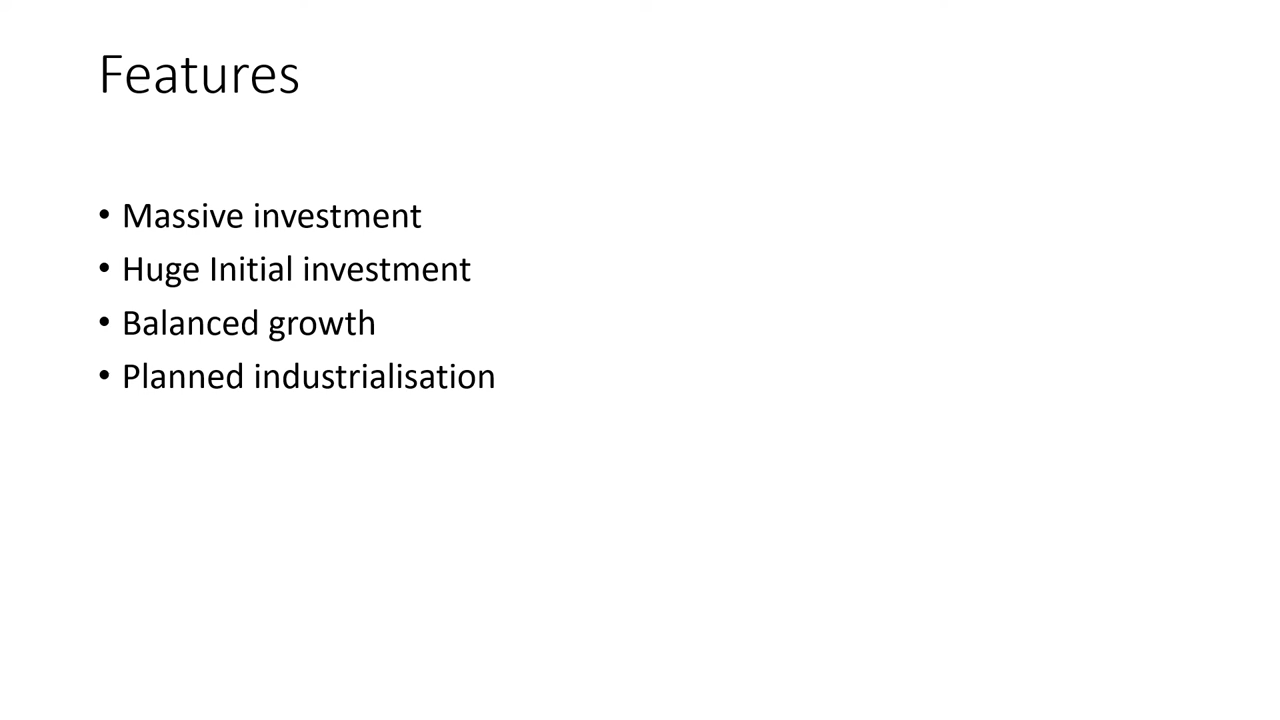 Features
• Massive investment
• Huge Initial investment
• Balanced growth
• Planned industrialisation